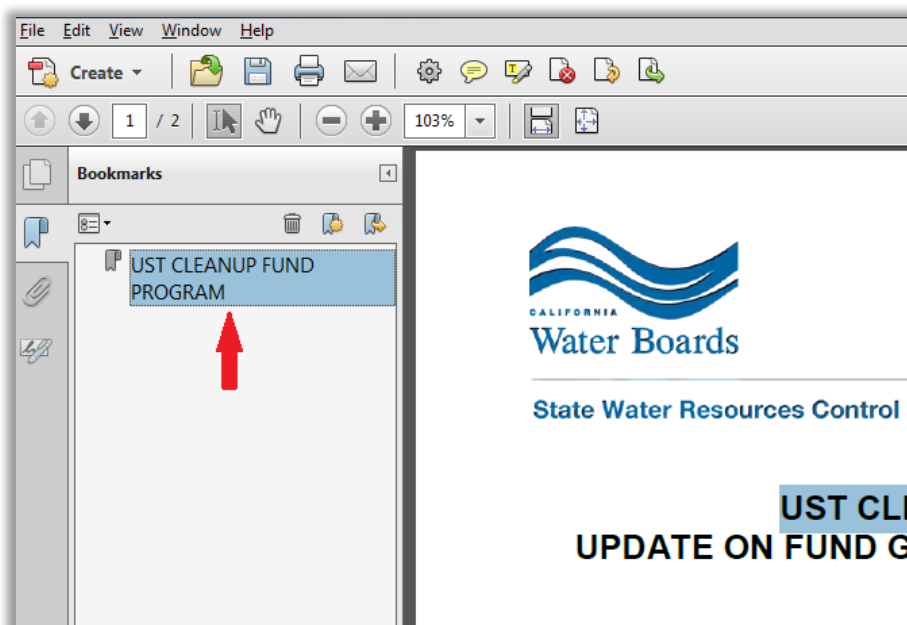 File Edit View Window Help
Create
1 / 2 103%
Bookmarks
UST CLEANUP FUND
PROGRAM
CALIFORNIA
Water Boards
State Water Resources Control
UST CLE
UPDATE ON FUND G